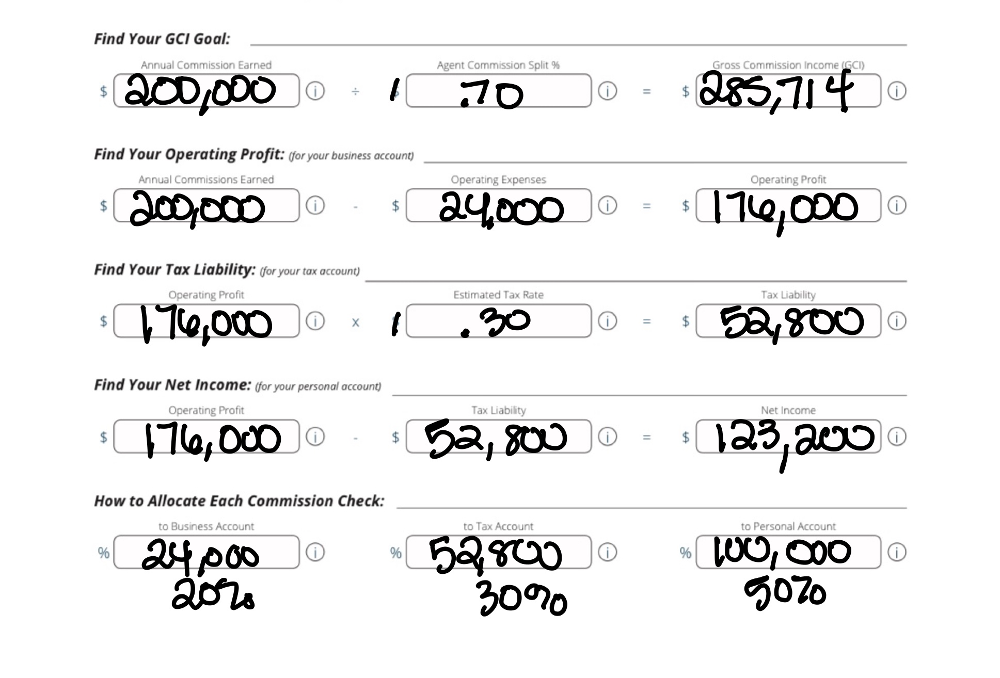 Find Your GCI Goal:
Annual Commission Earned Agent Commission Split % Gross Commission Income (GCI)
$ 200,000 i ÷ $ .70 i = $ 285,714 i
Find Your Operating Profit: (for your business account)
Annual Commissions Earned Operating Expenses Operating Profit
$ 200,000 i - $ 24,000 i = $ 176,000 i
Find Your Tax Liability: (for your tax account)
Operating Profit Estimated Tax Rate Tax Liability
$ 176,000 i x $ .30 i = $ 52,800 i
Find Your Net Income: (for your personal account)
Operating Profit Tax Liability Net Income
$ 176,000 i - $ 52,800 i = $ 123,200 i
How to Allocate Each Commission Check:
to Business Account to Tax Account to Personal Account
% 24,000 i % 52,800 i % 100,000 i
20% 30% 50%